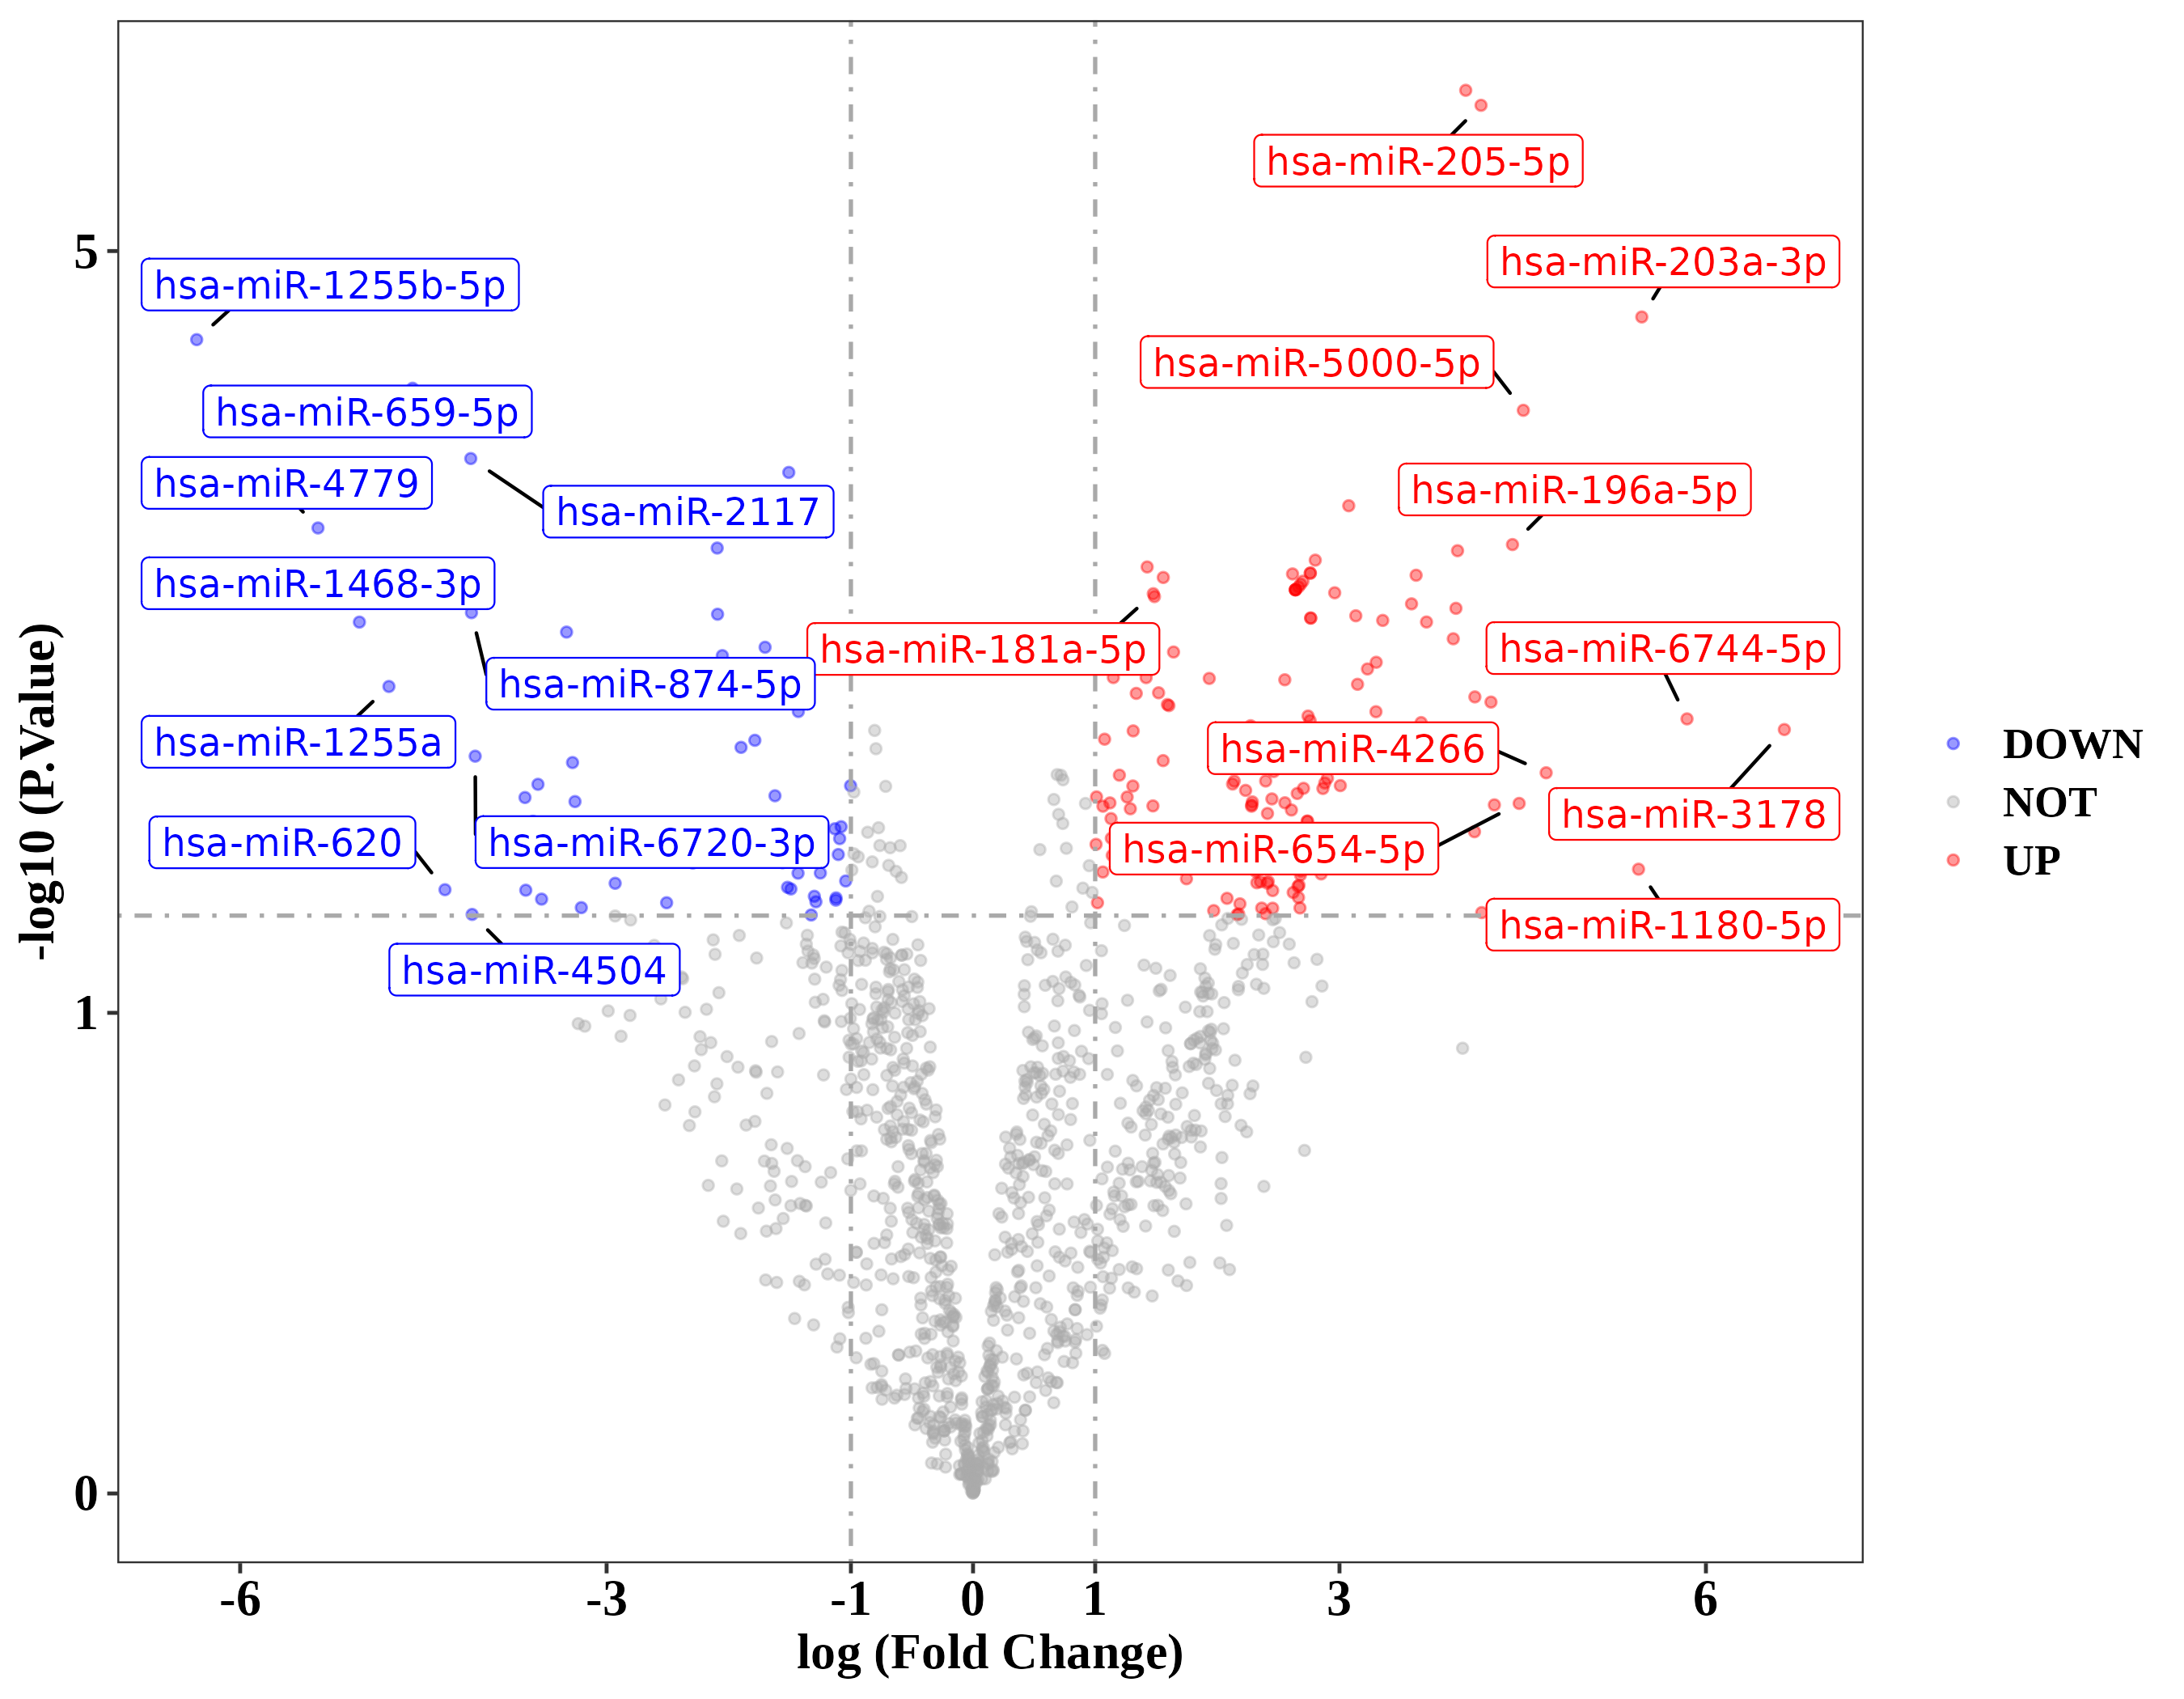 hsa-miR-205-5p
hsa-miR-203a-3p
5
hsa-miR-1255b-5p
hsa-miR-5000-5p
hsa-miR-659-5p
hsa-miR-4779
hsa-miR-196a-5p
hsa-miR-2117
hsa-miR-1468-3p
hsa-miR-181a-5p
hsa-miR-6744-5p
hsa-miR-874-5p
hsa-miR-1255a
hsa-miR-4266
DOWN
-log10 (P.Value)
NOT
hsa-miR-3178
hsa-miR-620
hsa-miR-6720-3p
hsa-miR-654-5p
UP
hsa-miR-1180-5p
hsa-miR-4504
1
0
-6 -3 -1 0 1 3 6
log (Fold Change)